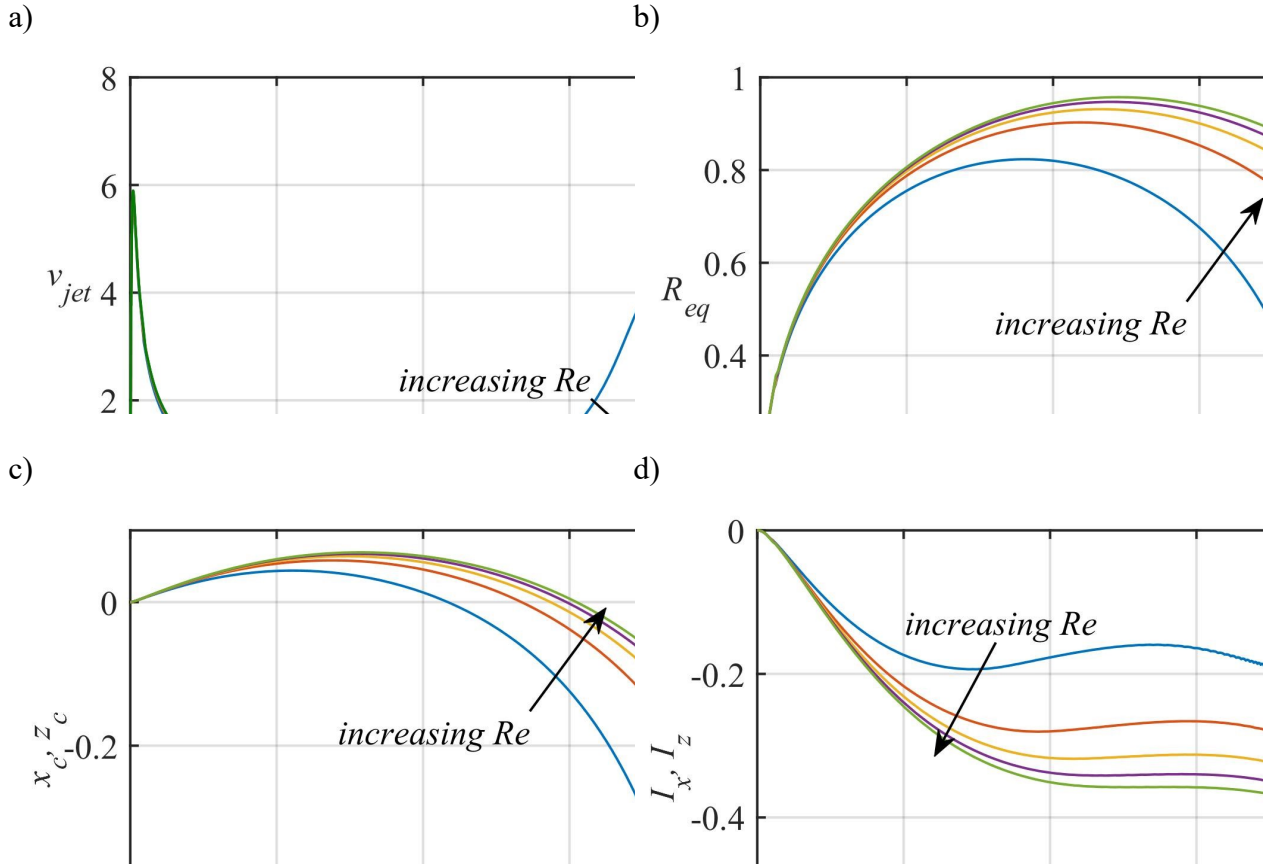 a)
8
6
v_jet 4
increasing Re
2
b)
1
0.8
0.6
R_eq
increasing Re
0.4
c)
0
increasing Re
x_c, z_c
-0.2
d)
0
increasing Re
-0.2
I_x, I_z
-0.4